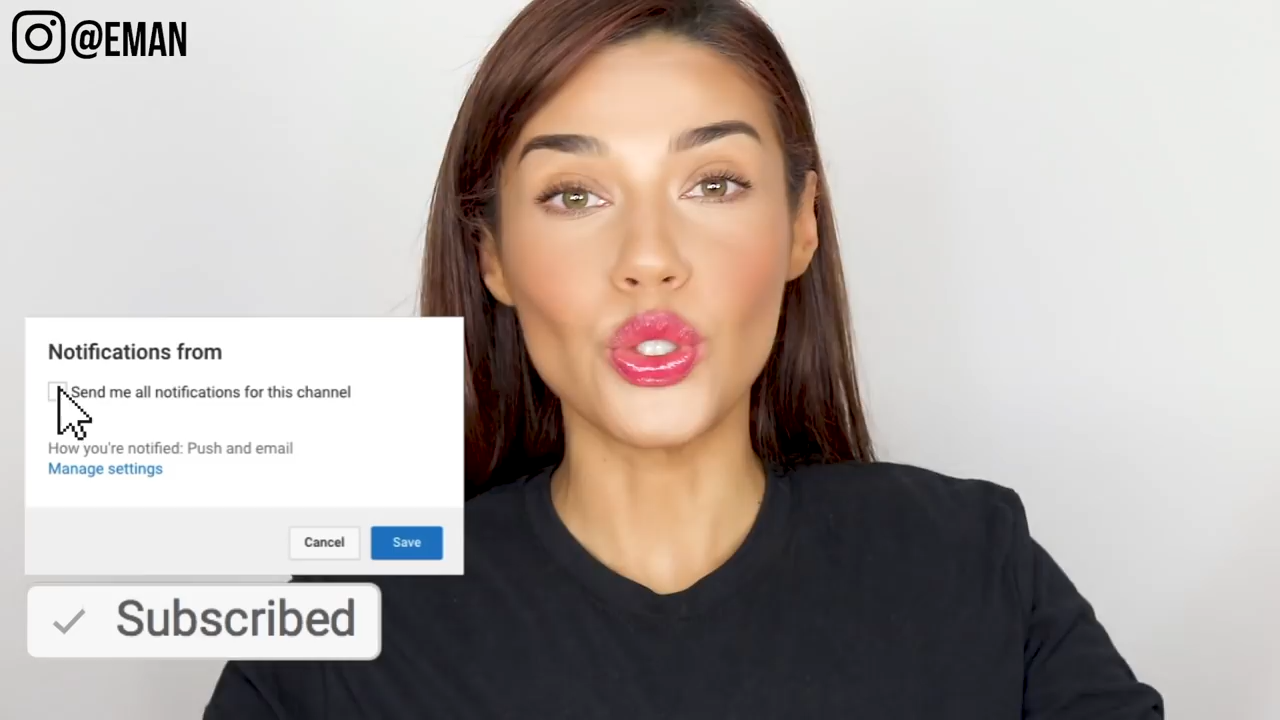 @EMAN
Notifications from
Send me all notifications for this channel
How you're notified: Push and email
Manage settings
Cancel
Save
Subscribed